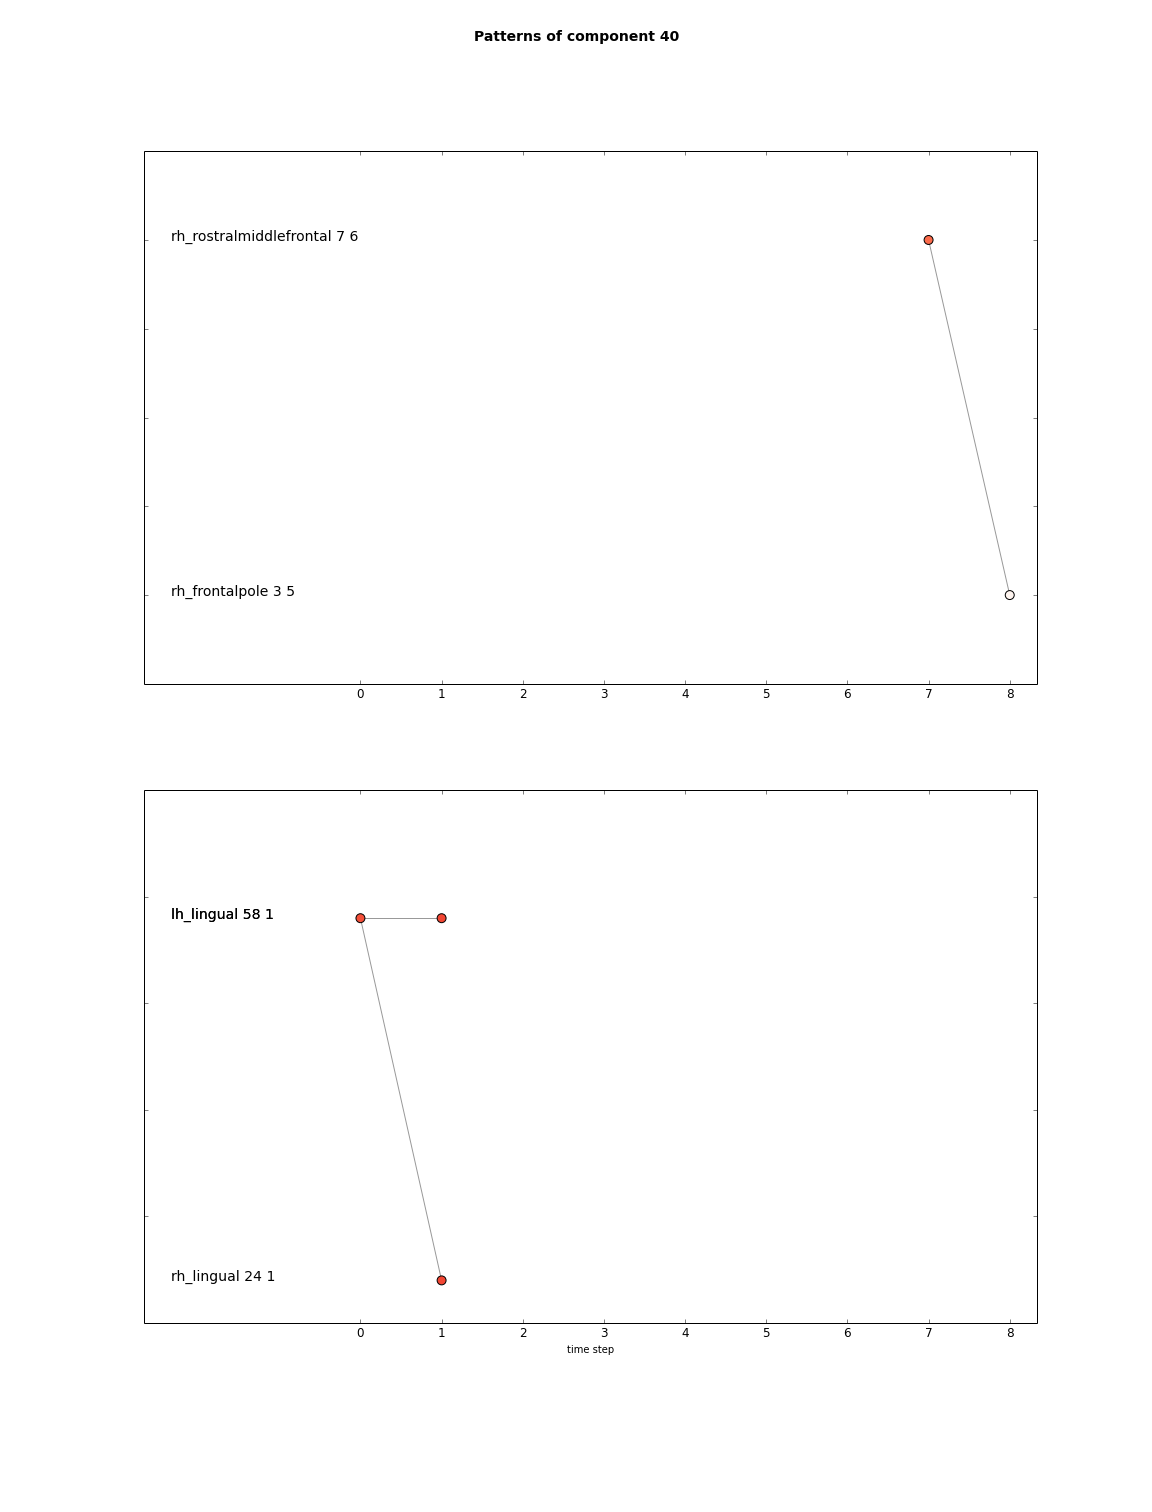 Patterns of component 40
rh_rostralmiddlefrontal 7 6
rh_frontalpole 3 5
0 1 2 3 4 5 6 7 8
lh_lingual 58 1
rh_lingual 24 1
0 1 2 3 4 5 6 7 8
time step